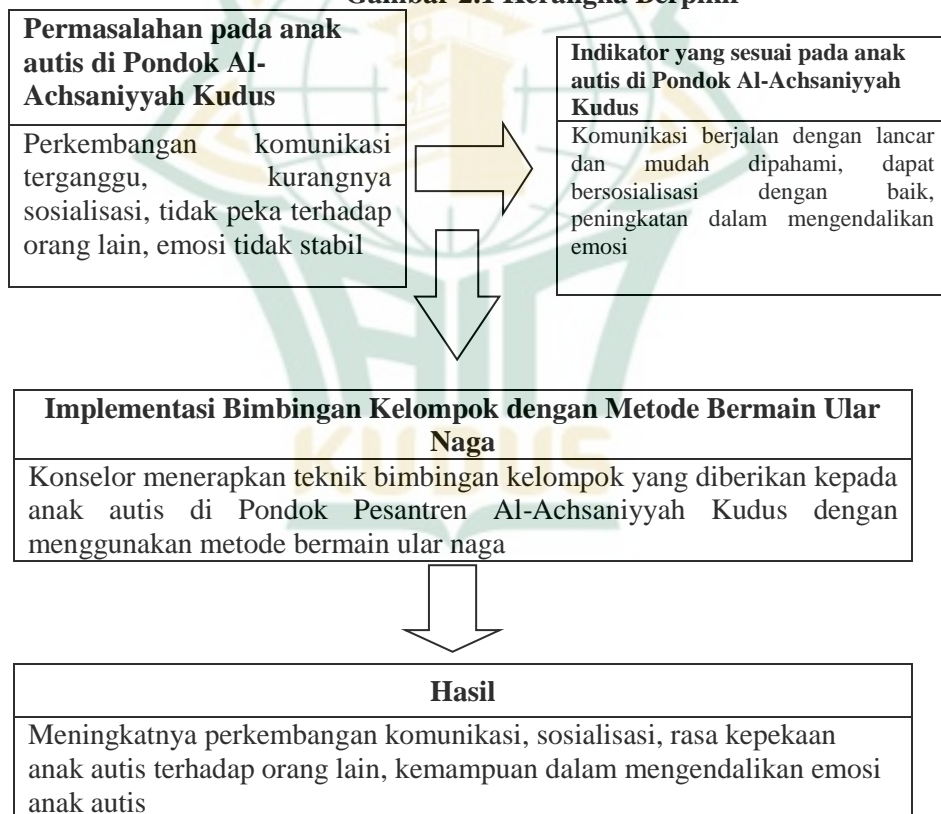 Gambar 2.1 Kerangka Berpikir
Permasalahan pada anak
autis di Pondok Al-
Achsaniyyah Kudus
Perkembangan komunikasi
terganggu, kurangnya
sosialisasi, tidak peka terhadap
orang lain, emosi tidak stabil
Indikator yang sesuai pada anak
autis di Pondok Al-Achsaniyyah
Kudus
Komunikasi berjalan dengan lancar
dan mudah dipahami, dapat
bersosialisasi dengan baik,
peningkatan dalam mengendalikan
emosi
Implementasi Bimbingan Kelompok dengan Metode Bermain Ular
Naga
Konselor menerapkan teknik bimbingan kelompok yang diberikan kepada
anak autis di Pondok Pesantren Al-Achsaniyyah Kudus dengan
menggunakan metode bermain ular naga
KUDUS
Hasil
Meningkatnya perkembangan komunikasi, sosialisasi, rasa kepekaan
anak autis terhadap orang lain, kemampuan dalam mengendalikan emosi
anak autis